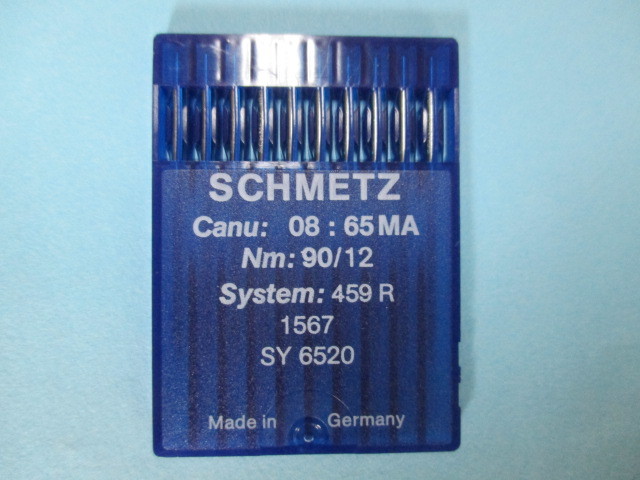 SCHMETZ
Canu: 08 : 65 MA
Nm: 90/12
System: 459 R
1567
SY 6520
Made in Germany